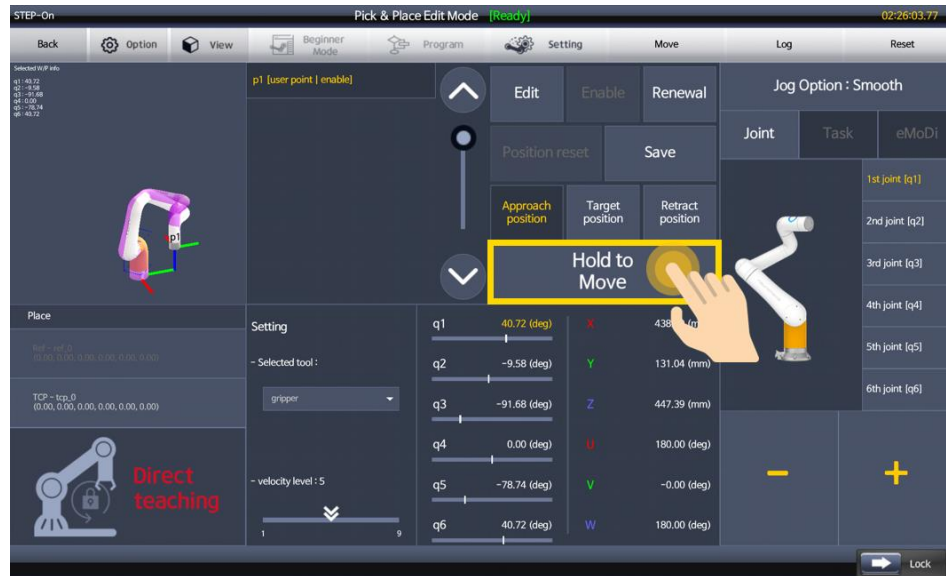 STEP-On
Pick & Place Edit Mode [Ready]
02:26:03.77
Back
Option
View
Beginner
Mode
Program
Setting
Move
Log
Reset
Selected W/P info
q1 : 40.72
q2 : -9.58
q3 : -91.68
q4 : 0.00
q5 : -78.74
q6 : 40.72
p1
p1 [user point | enable]
Edit
Enable
Renewal
Position reset
Save
Approach
position
Target
position
Retract
position
Hold to
Move
Jog Option : Smooth
Joint
Task
eMoDi
1st joint [q1]
2nd joint [q2]
3rd joint [q3]
4th joint [q4]
5th joint [q5]
6th joint [q6]
Place
Ref - ref_0
(0.00, 0.00, 0.00, 0.00, 0.00, 0.00)
TCP - tcp_0
(0.00, 0.00, 0.00, 0.00, 0.00, 0.00)
Direct
teaching
Setting
- Selected tool :
gripper
- velocity level : 5
1
9
q1 40.72 (deg) X 438
q2 -9.58 (deg) Y 131.04 (mm)
q3 -91.68 (deg) Z 447.39 (mm)
q4 0.00 (deg) U 180.00 (deg)
q5 -78.74 (deg) V -0.00 (deg)
q6 40.72 (deg) W 180.00 (deg)
-
+
Lock